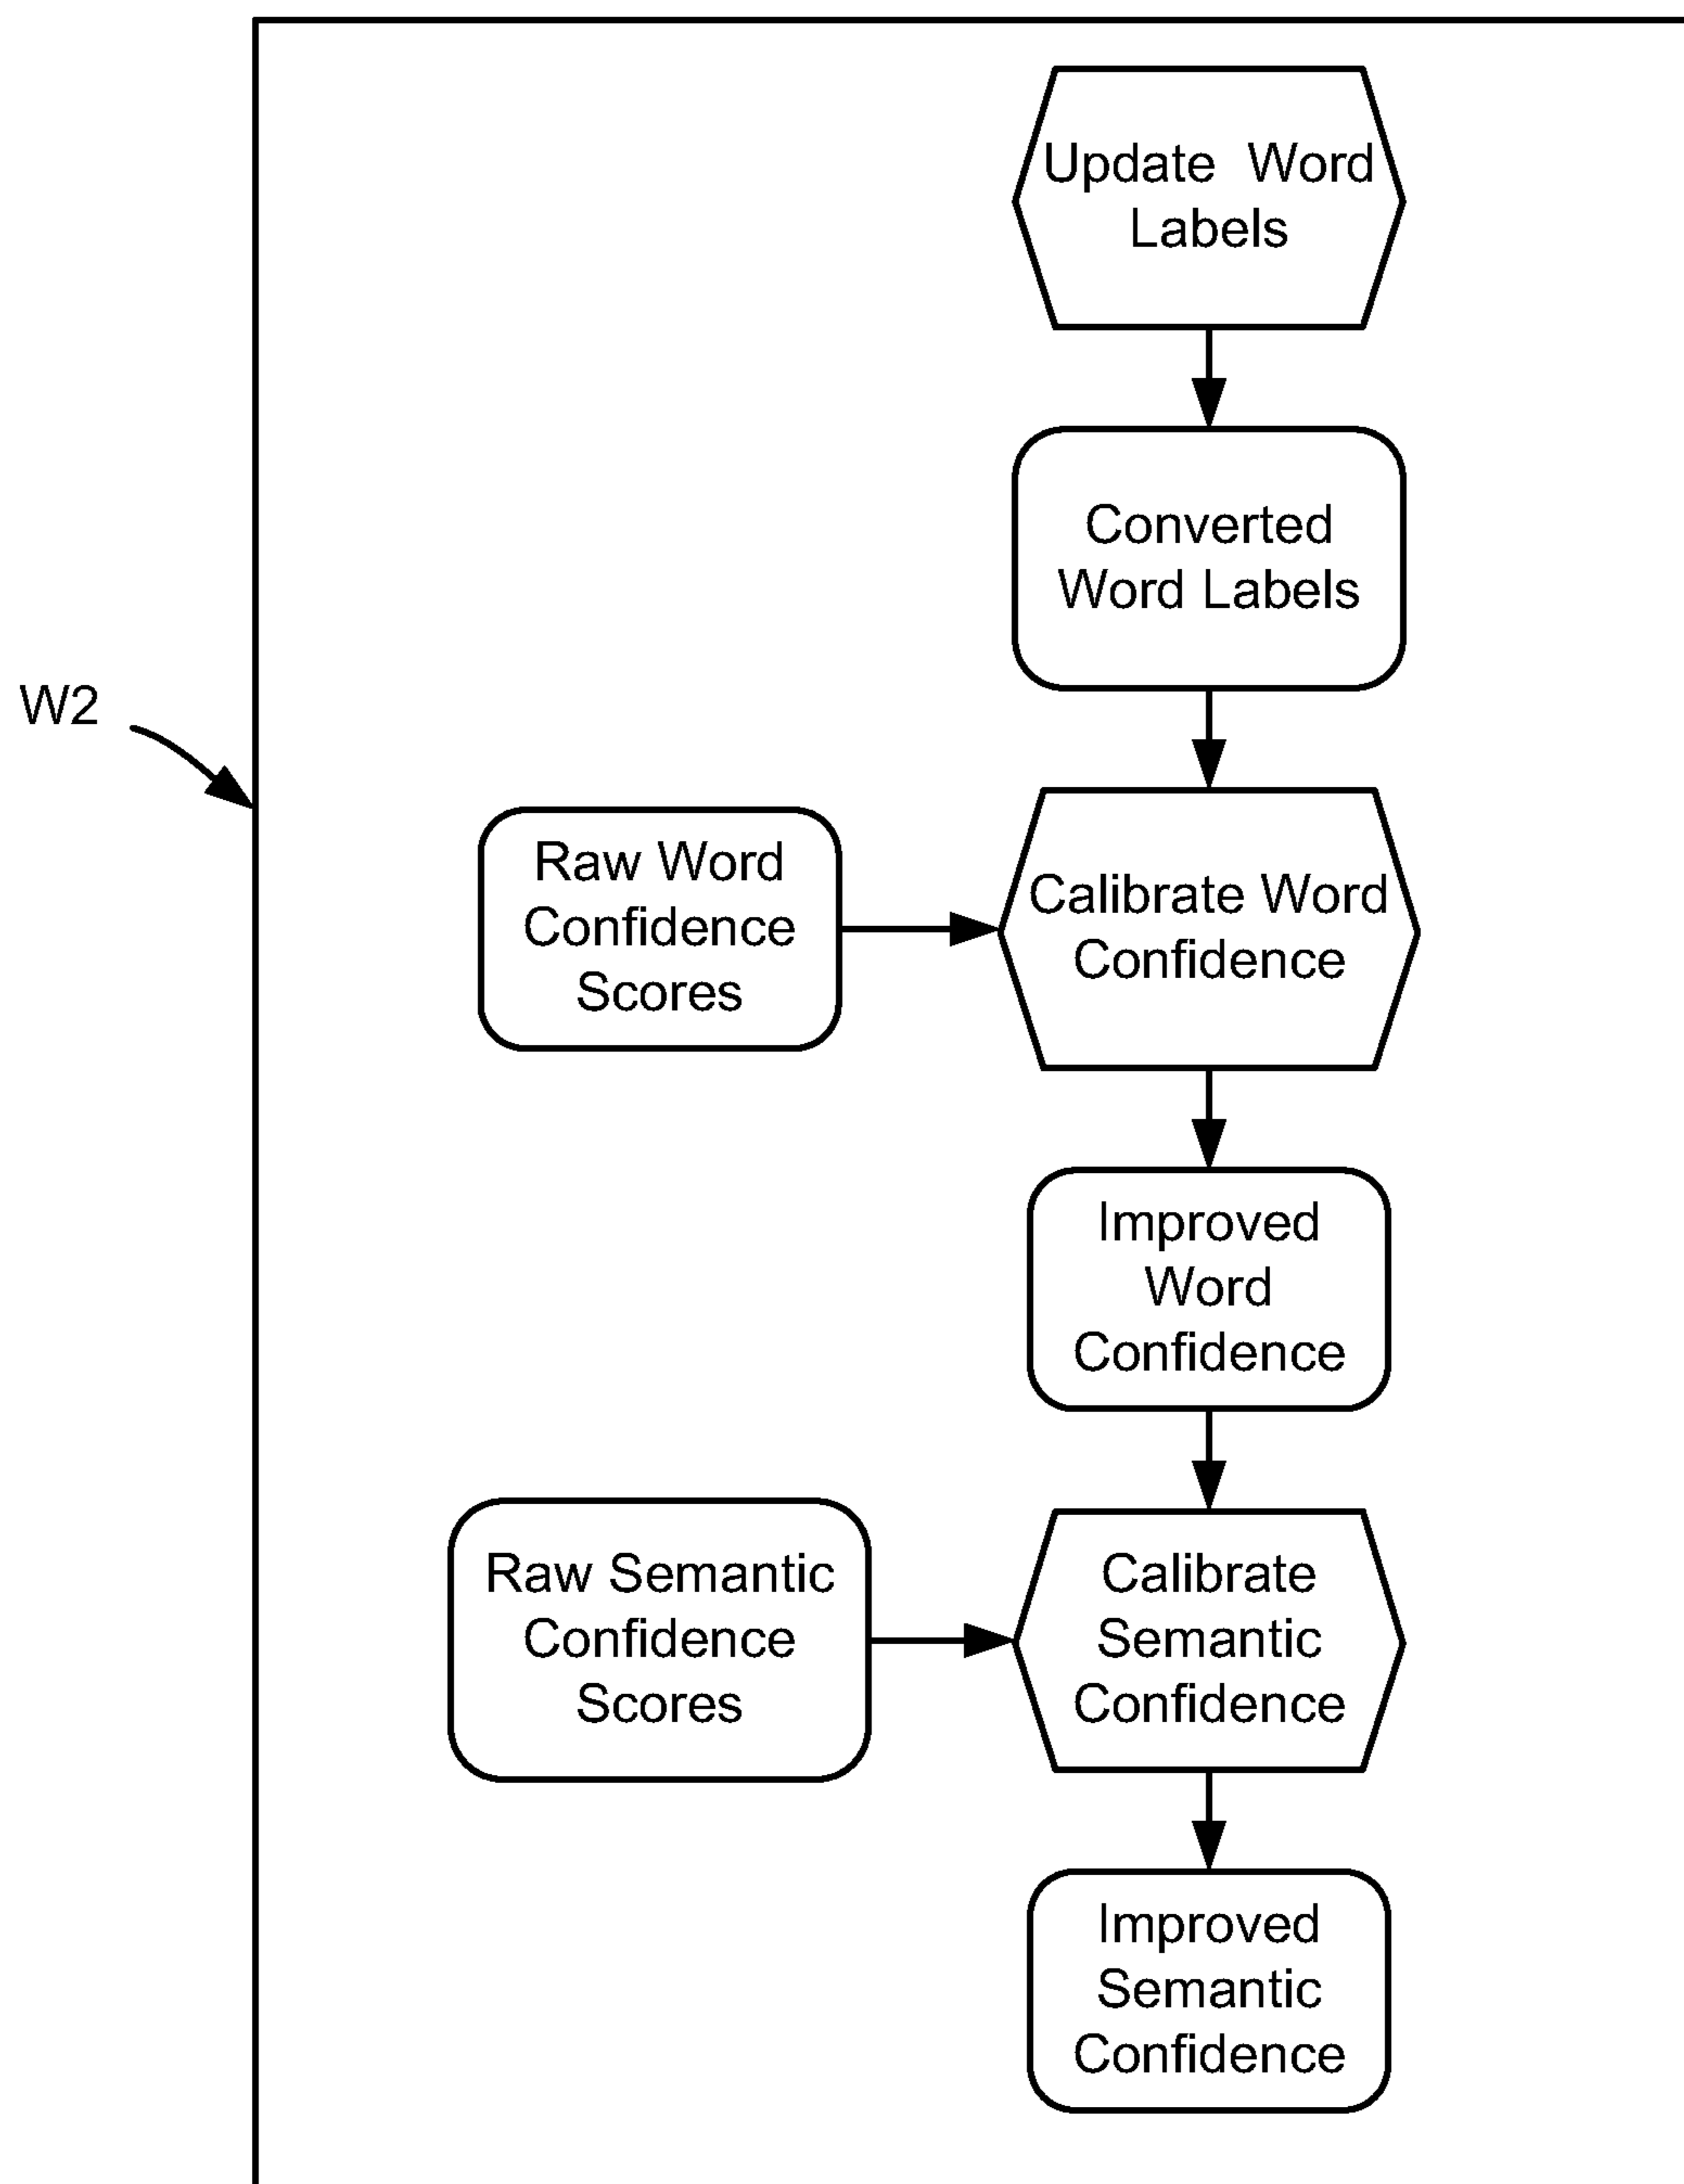 Update Word
Labels
Converted
Word Labels
W2
Raw Word
Confidence
Scores
Calibrate Word
Confidence
Improved
Word
Confidence
Raw Semantic
Confidence
Scores
Calibrate
Semantic
Confidence
Improved
Semantic
Confidence